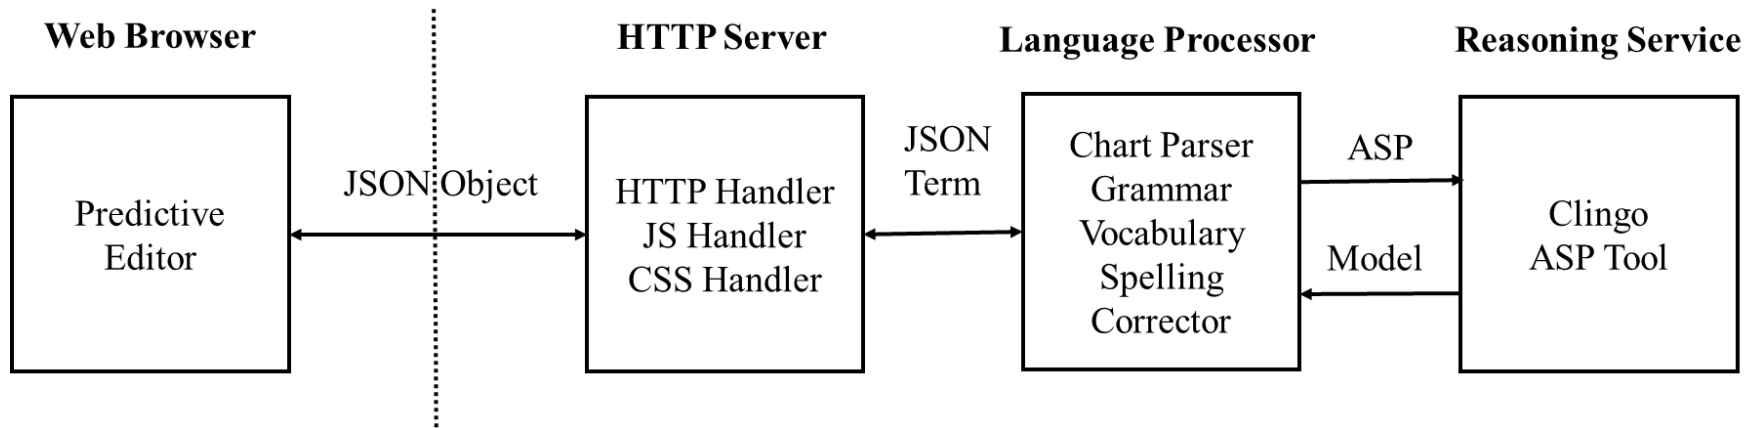 Web Browser
HTTP Server
Language Processor
Reasoning Service
Predictive
Editor
JSON Object
HTTP Handler
JS Handler
CSS Handler
JSON
Term
Chart Parser
Grammar
Vocabulary
Spelling
Corrector
ASP
Model
Clingo
ASP Tool